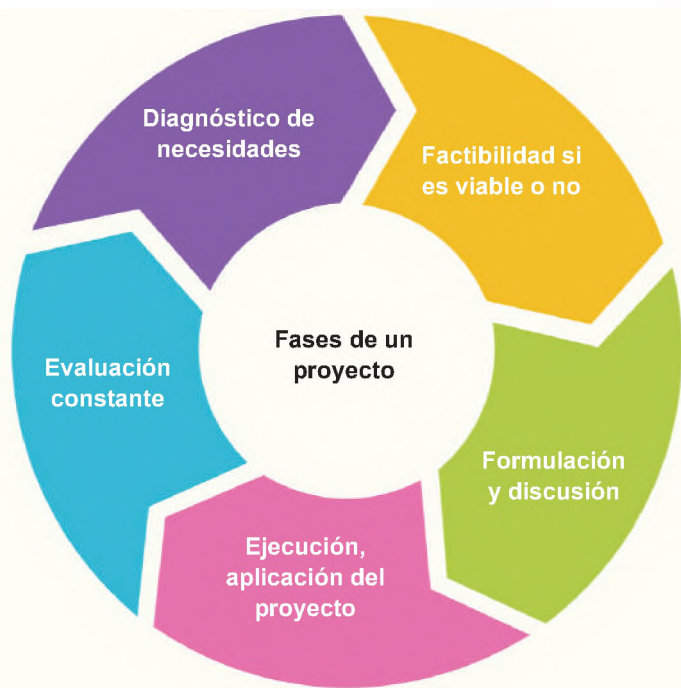 Fases de un
proyecto
Diagnóstico de
necesidades
Factibilidad si
es viable o no
Formulación
y discusión
Ejecución,
aplicación del
proyecto
Evaluación
constante